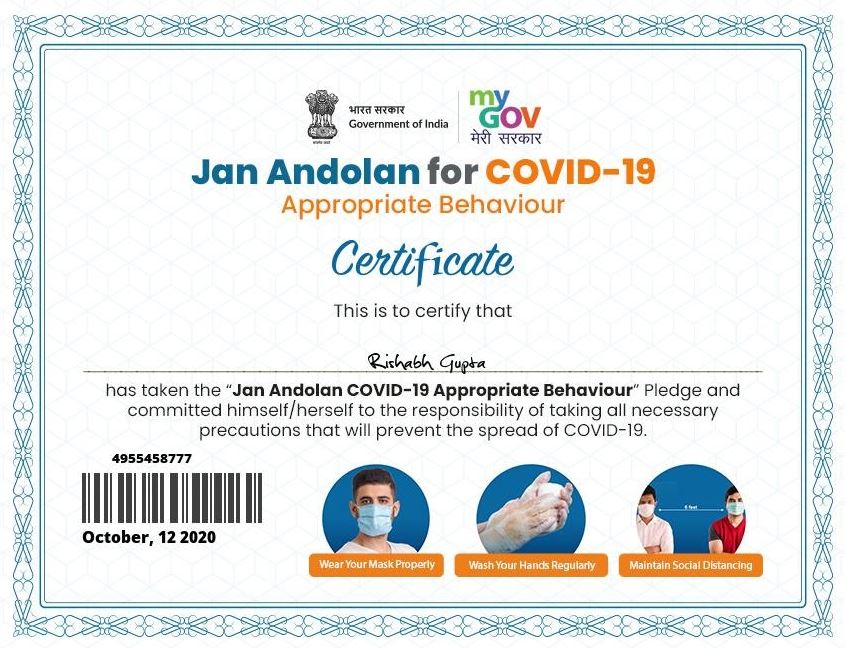 भारत सरकार
Government of India
my
GOV
मेरी सरकार
Jan Andolan for COVID-19
Appropriate Behaviour
Certificate
This is to certify that
Rishabh Gupta
has taken the “Jan Andolan COVID-19 Appropriate Behaviour” Pledge and
committed himself/herself to the responsibility of taking all necessary
precautions that will prevent the spread of COVID-19.
4955458777
October, 12 2020
6 feet
Wear Your Mask Properly
Wash Your Hands Regularly
Maintain Social Distancing